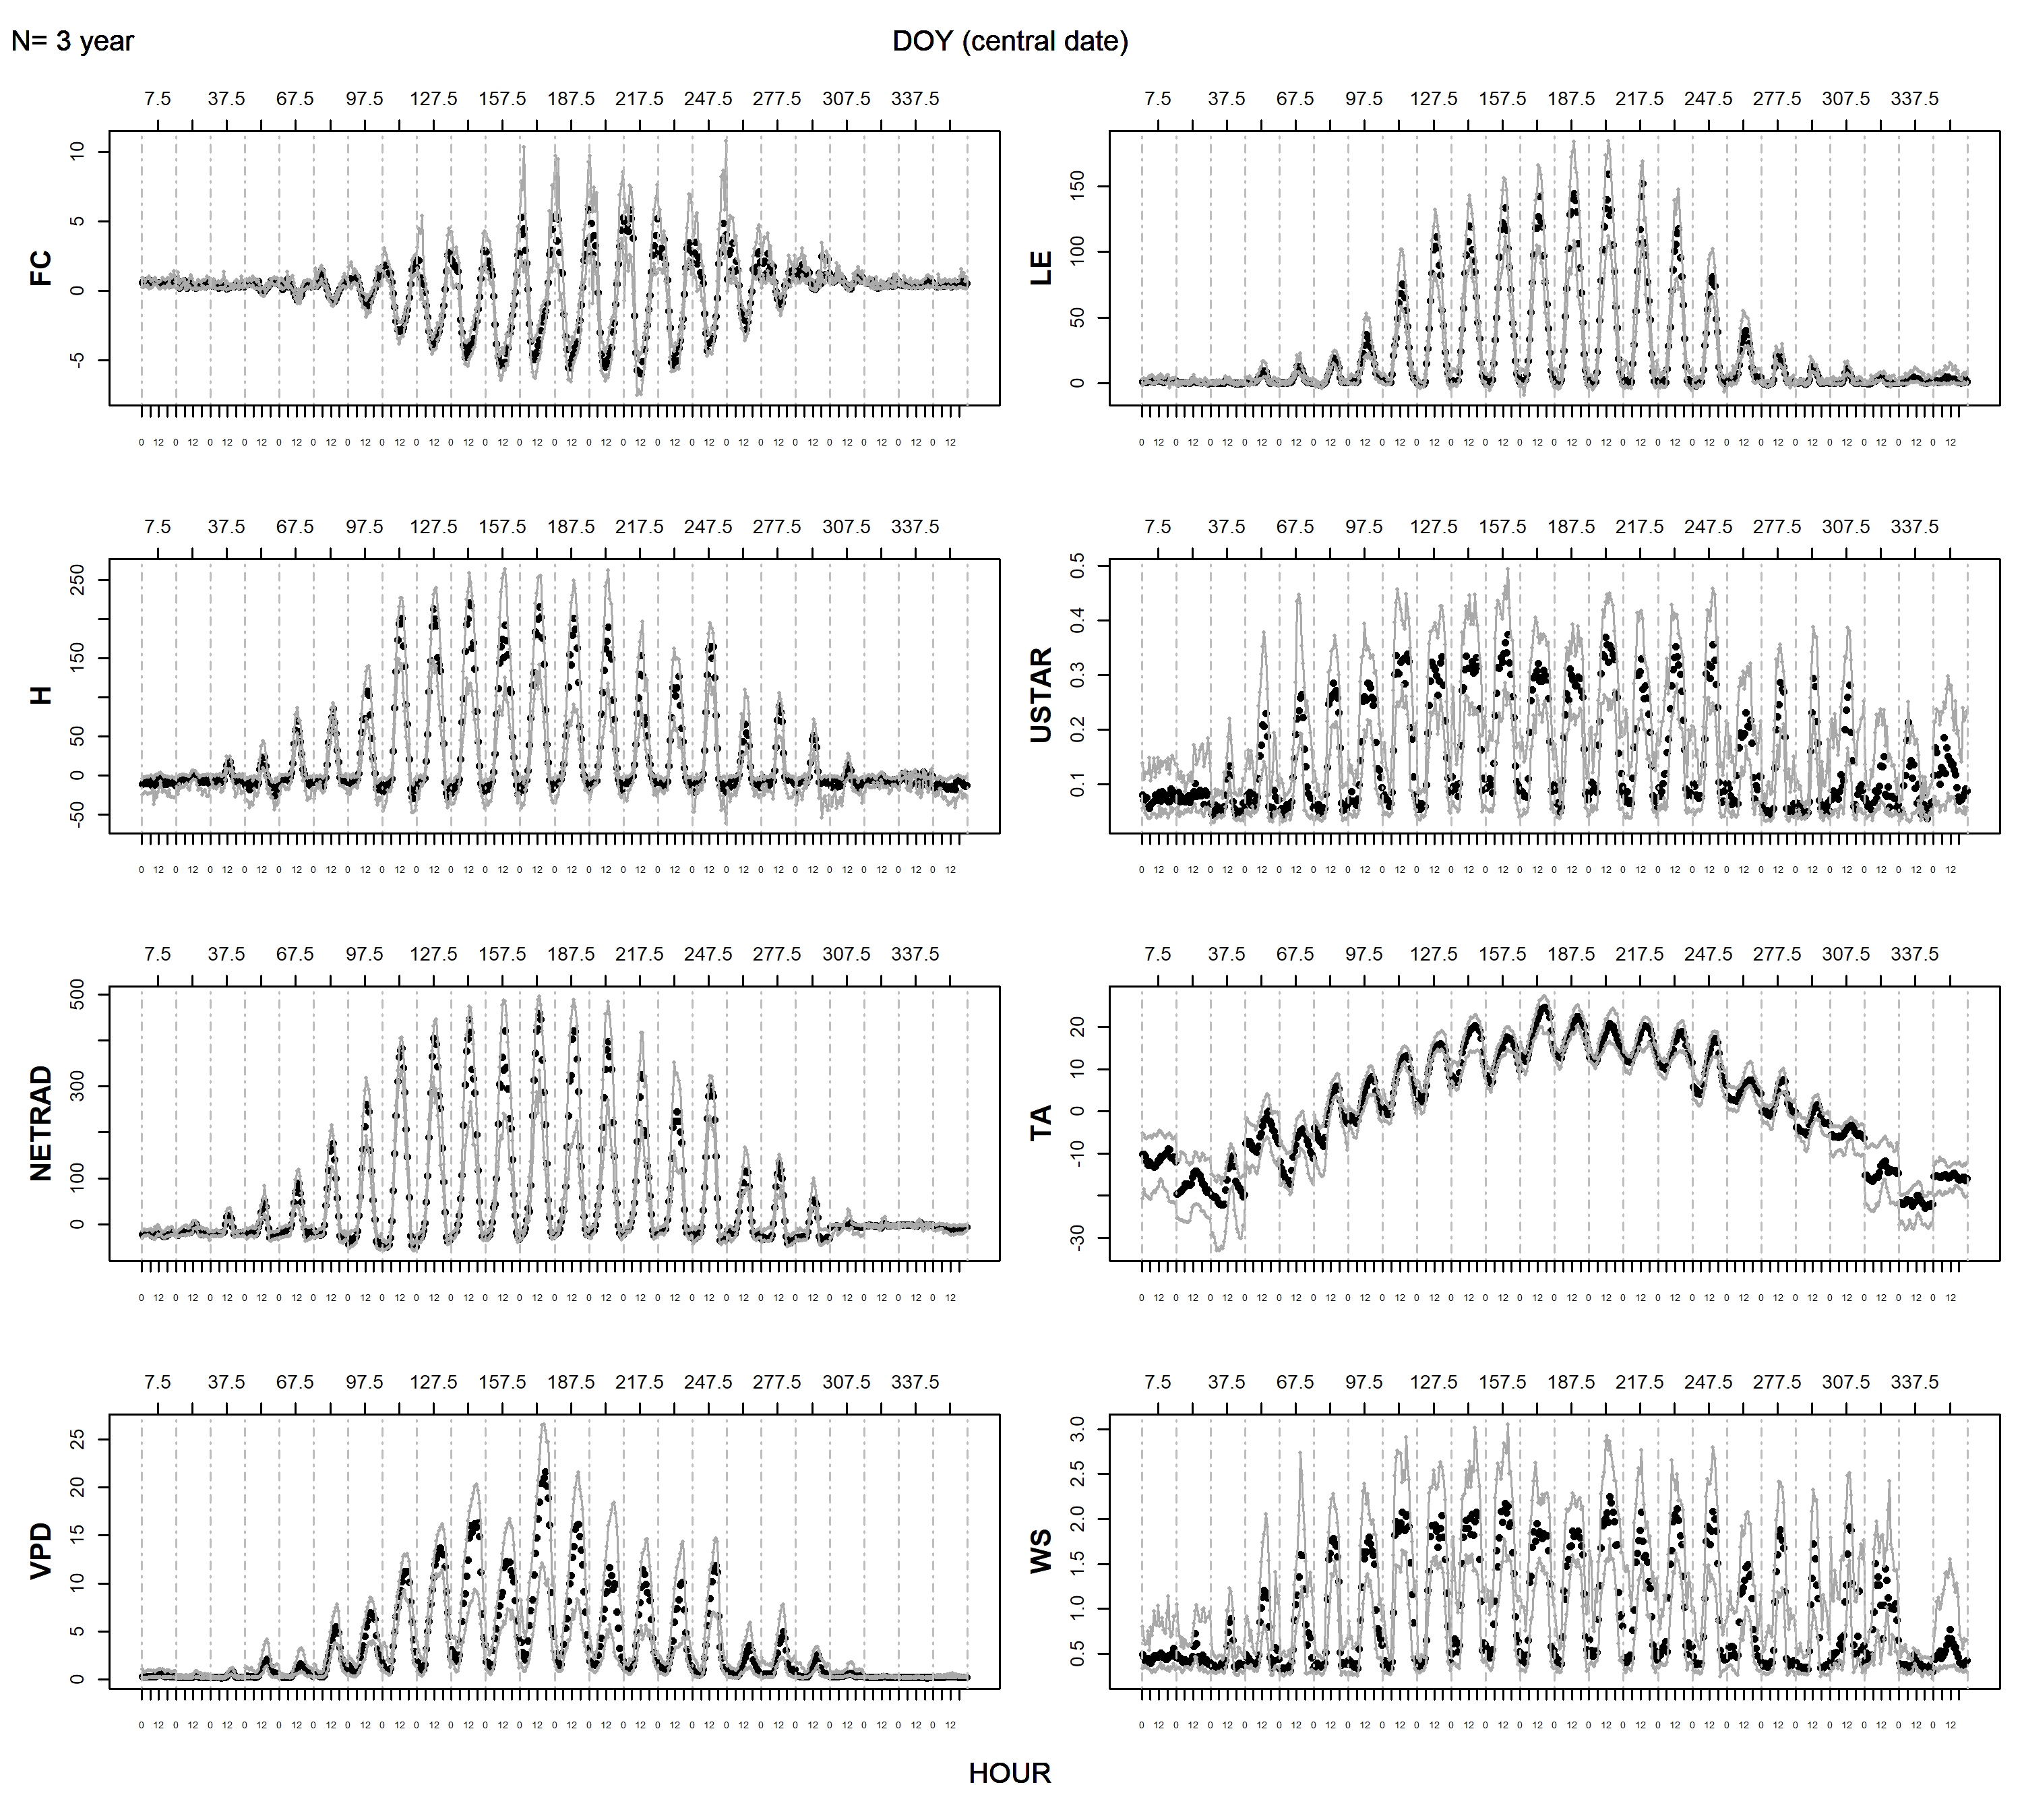 N= 3 year
DOY (central date)
7.5 37.5 67.5 97.5 127.5 157.5 187.5 217.5 247.5 277.5 307.5 337.5
FC
-5 0 5 10
0 12 0 12 0 12 0 12 0 12 0 12 0 12 0 12 0 12 0 12 0 12 0 12 0 12 0 12 0 12 0 12 0 12 0 12 0 12 0 12 0 12 0 12 0 12 0 12
7.5 37.5 67.5 97.5 127.5 157.5 187.5 217.5 247.5 277.5 307.5 337.5
LE
0 50 100 150
0 12 0 12 0 12 0 12 0 12 0 12 0 12 0 12 0 12 0 12 0 12 0 12 0 12 0 12 0 12 0 12 0 12 0 12 0 12 0 12 0 12 0 12 0 12 0 12
7.5 37.5 67.5 97.5 127.5 157.5 187.5 217.5 247.5 277.5 307.5 337.5
H
-50 0 50 150 250
0 12 0 12 0 12 0 12 0 12 0 12 0 12 0 12 0 12 0 12 0 12 0 12 0 12 0 12 0 12 0 12 0 12 0 12 0 12 0 12 0 12 0 12 0 12 0 12
7.5 37.5 67.5 97.5 127.5 157.5 187.5 217.5 247.5 277.5 307.5 337.5
USTAR
0.1 0.2 0.3 0.4 0.5
0 12 0 12 0 12 0 12 0 12 0 12 0 12 0 12 0 12 0 12 0 12 0 12 0 12 0 12 0 12 0 12 0 12 0 12 0 12 0 12 0 12 0 12 0 12 0 12
7.5 37.5 67.5 97.5 127.5 157.5 187.5 217.5 247.5 277.5 307.5 337.5
NETRAD
0 100 300 500
0 12 0 12 0 12 0 12 0 12 0 12 0 12 0 12 0 12 0 12 0 12 0 12 0 12 0 12 0 12 0 12 0 12 0 12 0 12 0 12 0 12 0 12 0 12 0 12
7.5 37.5 67.5 97.5 127.5 157.5 187.5 217.5 247.5 277.5 307.5 337.5
TA
-30 -10 0 10 20
0 12 0 12 0 12 0 12 0 12 0 12 0 12 0 12 0 12 0 12 0 12 0 12 0 12 0 12 0 12 0 12 0 12 0 12 0 12 0 12 0 12 0 12 0 12 0 12
7.5 37.5 67.5 97.5 127.5 157.5 187.5 217.5 247.5 277.5 307.5 337.5
VPD
0 5 10 15 20 25
0 12 0 12 0 12 0 12 0 12 0 12 0 12 0 12 0 12 0 12 0 12 0 12 0 12 0 12 0 12 0 12 0 12 0 12 0 12 0 12 0 12 0 12 0 12 0 12
7.5 37.5 67.5 97.5 127.5 157.5 187.5 217.5 247.5 277.5 307.5 337.5
WS
0.5 1.0 1.5 2.0 2.5 3.0
0 12 0 12 0 12 0 12 0 12 0 12 0 12 0 12 0 12 0 12 0 12 0 12 0 12 0 12 0 12 0 12 0 12 0 12 0 12 0 12 0 12 0 12 0 12 0 12
HOUR